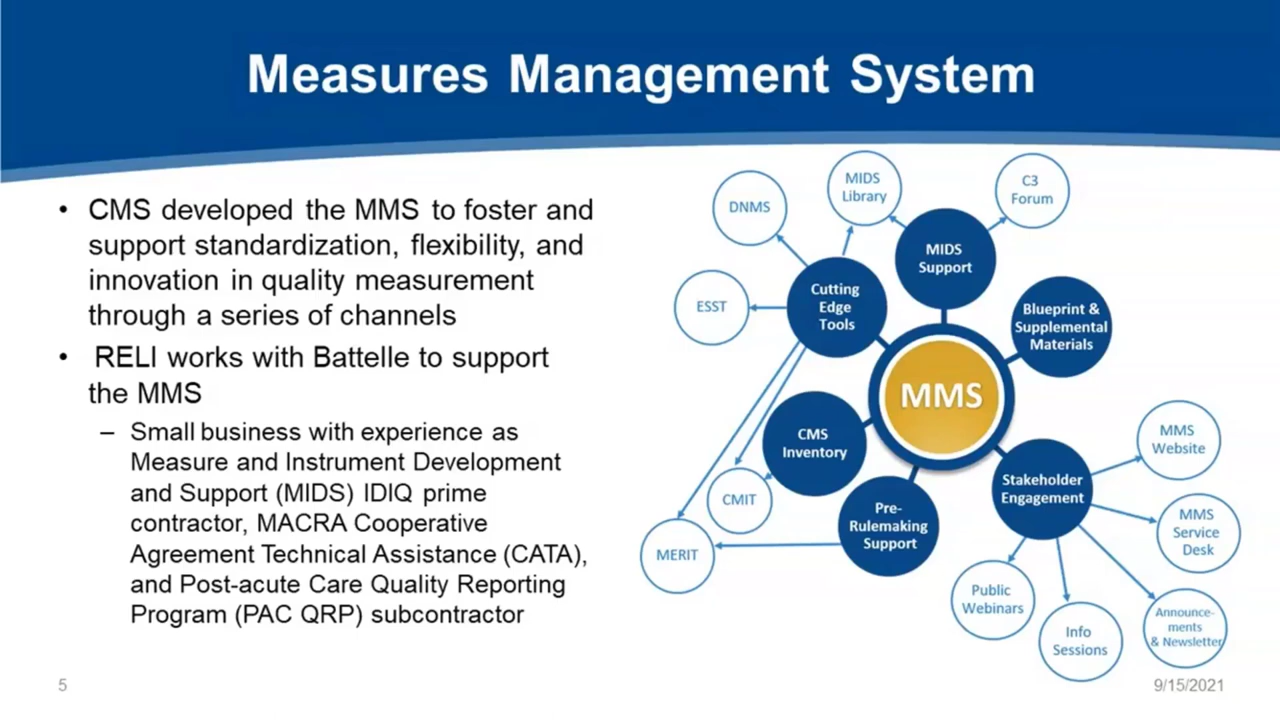 Measures Management System
• CMS developed the MMS to foster and
support standardization, flexibility, and
innovation in quality measurement
through a series of channels
• RELI works with Battelle to support
the MMS
– Small business with experience as
Measure and Instrument Development
and Support (MIDS) IDIQ prime
contractor, MACRA Cooperative
Agreement Technical Assistance (CATA),
and Post-acute Care Quality Reporting
Program (PAC QRP) subcontractor
DNMS
MIDS
Library
C3
Forum
MIDS
Support
ESST
Cutting
Edge
Tools
Blueprint &
Supplemental
Materials
MMS
CMS
Inventory
CMIT
MERIT
Pre-
Rulemaking
Support
Stakeholder
Engagement
MMS
Website
MMS
Service
Desk
Public
Webinars
Info
Sessions
Announce-
ments
& Newsletter
5
9/15/2021